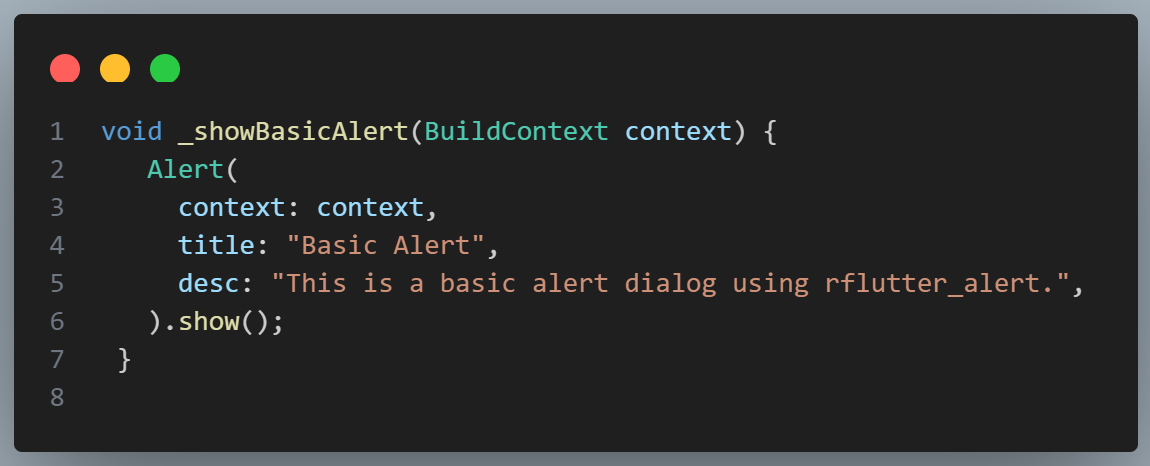 1 void _showBasicAlert(BuildContext context) {
2 Alert(
3 context: context,
4 title: "Basic Alert",
5 desc: "This is a basic alert dialog using rflutter_alert.",
6 ).show();
7 }
8